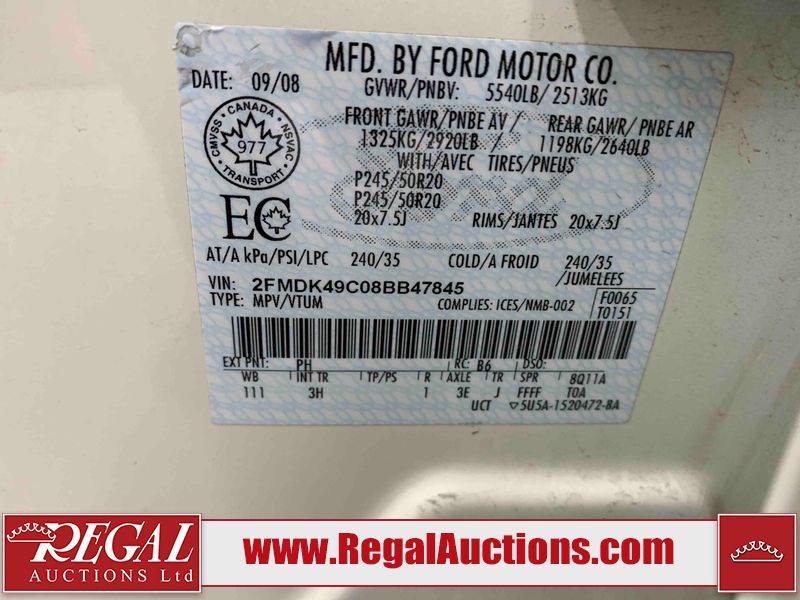 MFD. BY FORD MOTOR CO.
DATE: 09/08 GVWR/PNBV: 5540LB/ 2513KG
CANADA
CMVSS NSVAC
977
TRANSPORT
FRONT GAWR/PNBE AV / REAR GAWR/ PNBE AR
1325KG/2920LB / 1198KG/2640LB
WITH/AVEC TIRES/PNEUS
P245/50R20
P245/50R20
EC
20x7.5J RIMS/JANTES 20x7.5J
AT/A kPa/PSI/LPC 240/35 COLD/A FROID 240/35
/JUMELEES
VIN: 2FMDK49C08BB47845
TYPE: MPV/VTUM COMPLIES: ICES/NMB-002 F0065
T0151
EXT PNT: PH RC: B6 DSO:
WB INT TR TP/PS R AXLE TR SPR 8Q11A
111 3H 1 3E J FFFF TOA
UCT ▽5U5A-1520472-BA
REGAL
AUCTIONS Ltd
www.RegalAuctions.com